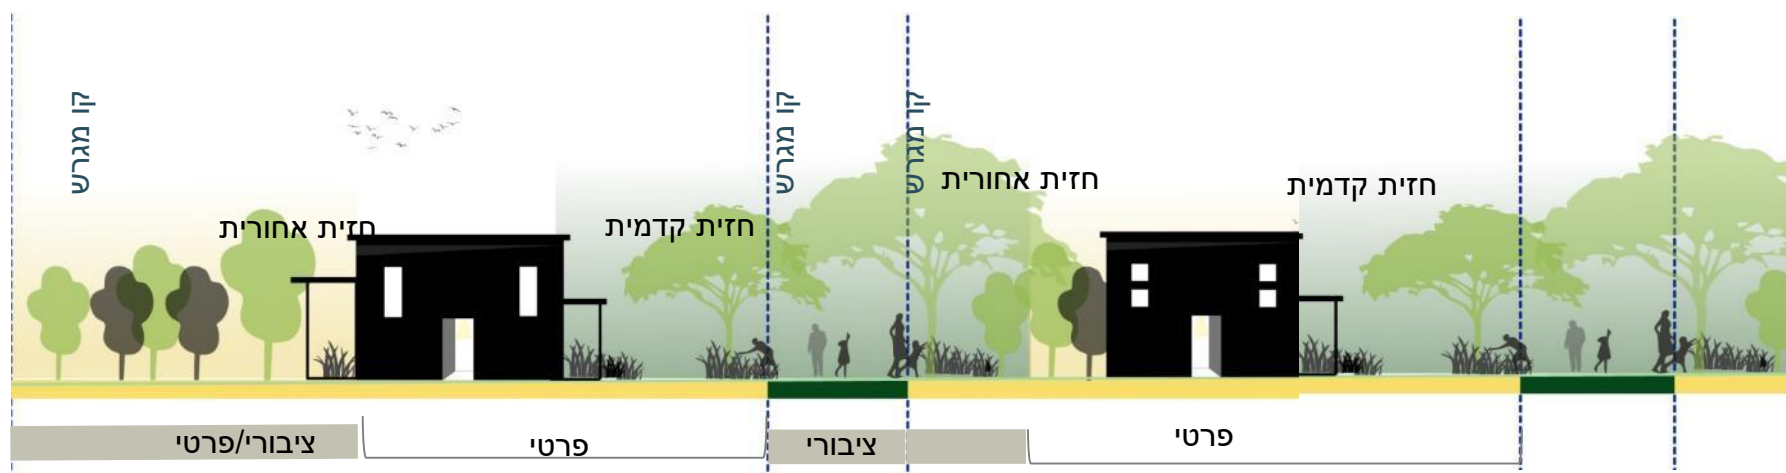 קו מגרש
קו מגרש
קו מגרש
חזית אחורית
חזית קדמית
חזית אחורית
חזית קדמית
פרטי
ציבורי
פרטי
ציבורי/פרטי